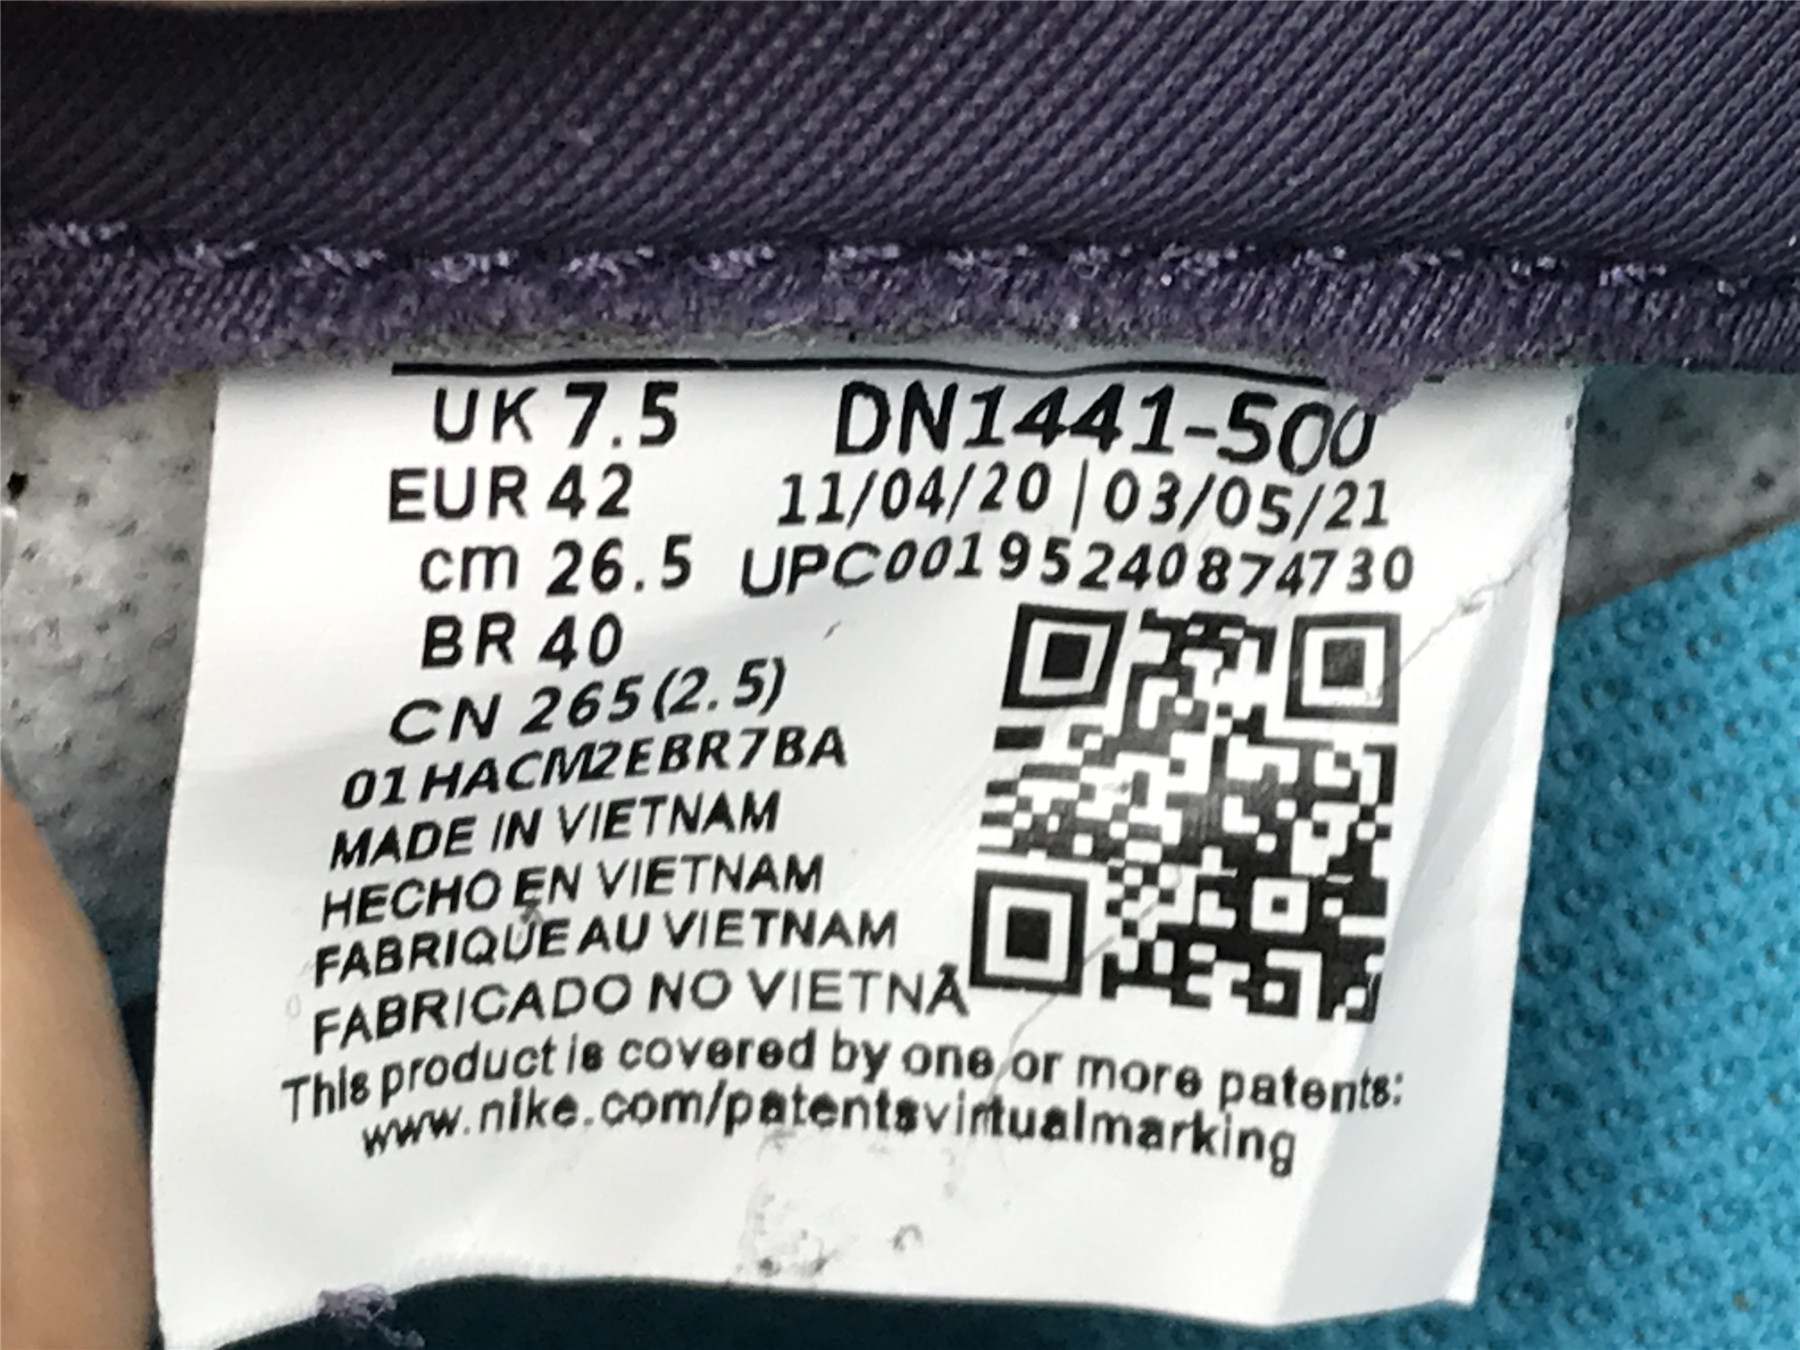 UK 7.5 DN1441-500
EUR 42 11/04/20 | 03/05/21
cm 26.5 UPC00195240874730
BR 40
CN 265(2.5)
01HACM2EBR7BA
MADE IN VIETNAM
HECHO EN VIETNAM
FABRIQUE AU VIETNAM
FABRICADO NO VIETNÃ
This product is covered by one or more patents:
www.nike.com/patentsvirtualmarking